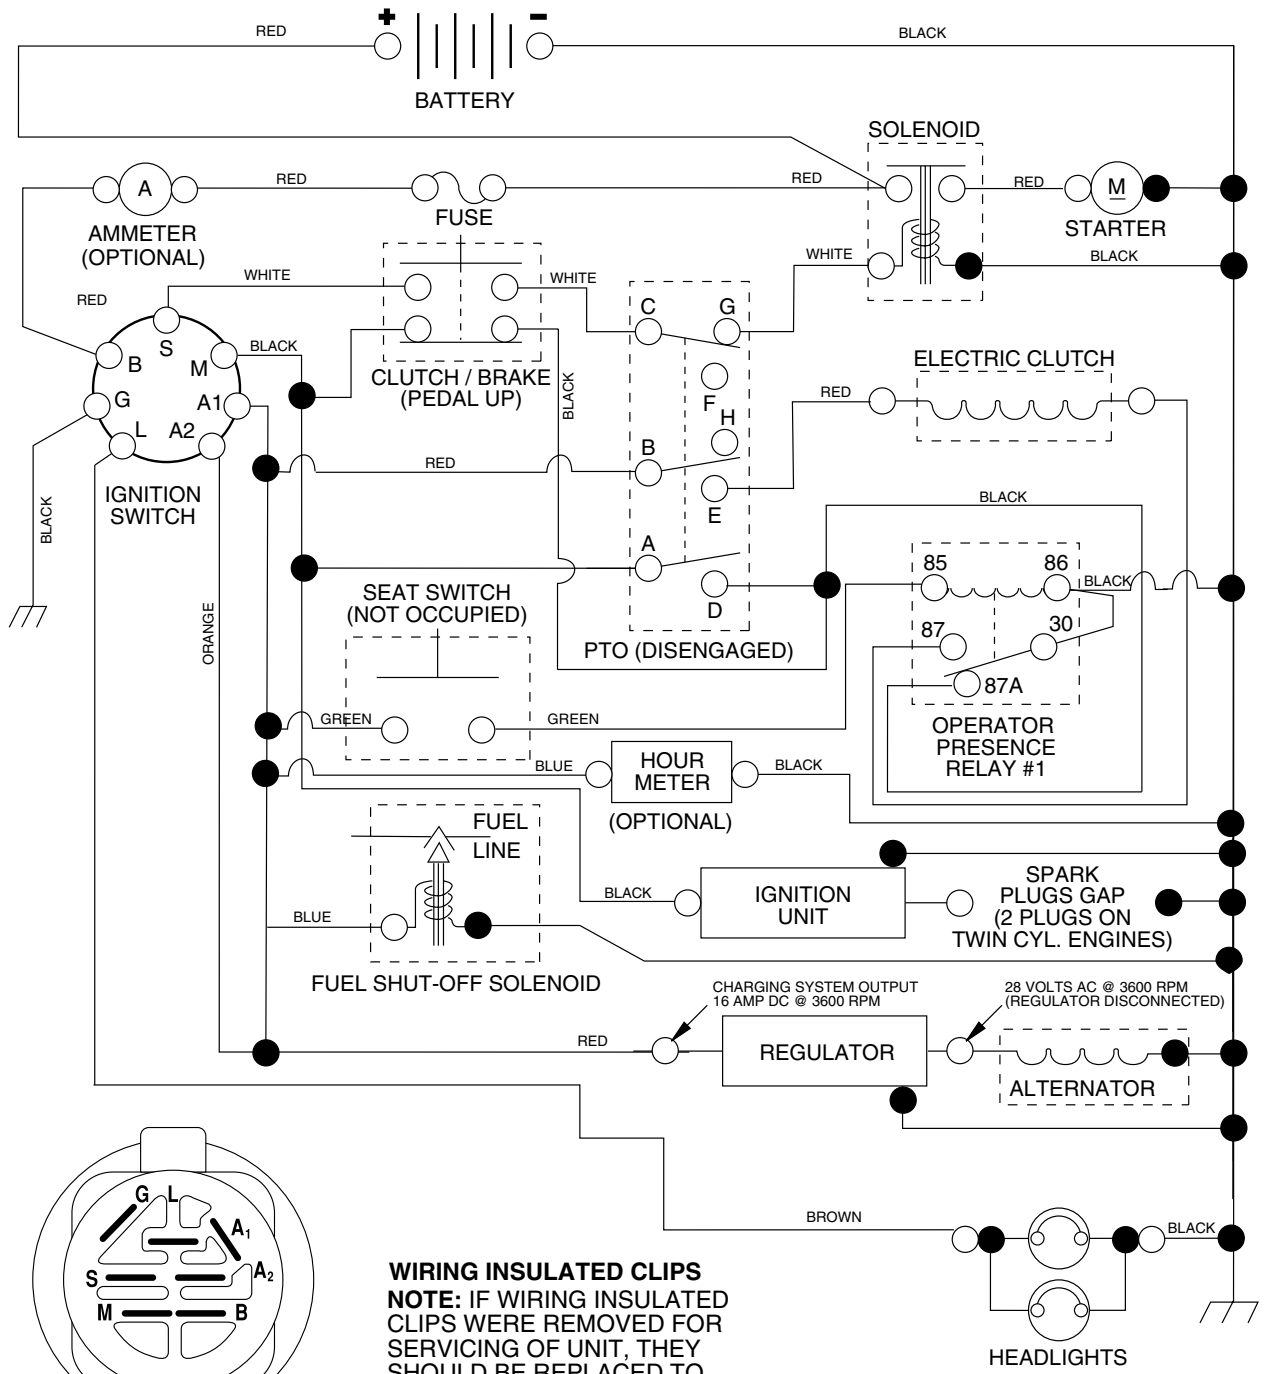 + -
RED
BLACK
BATTERY
SOLENOID
A
RED
RED
RED
M
FUSE
STARTER
AMMETER
(OPTIONAL)
WHITE
WHITE
WHITE
BLACK
RED
C G
S
B M
BLACK
ELECTRIC CLUTCH
CLUTCH / BRAKE
(PEDAL UP)
BLACK
F
RED
G A1
H
L A2
B
RED
IGNITION
SWITCH
BLACK
E
BLACK
A
85 86
BLACK
SEAT SWITCH
(NOT OCCUPIED)
D
ORANGE
87 30
PTO (DISENGAGED)
87A
GREEN
GREEN
OPERATOR
PRESENCE
RELAY #1
BLUE
HOUR
METER
BLACK
(OPTIONAL)
FUEL
LINE
BLACK
IGNITION
UNIT
SPARK
PLUGS GAP
(2 PLUGS ON
TWIN CYL. ENGINES)
BLUE
FUEL SHUT-OFF SOLENOID
CHARGING SYSTEM OUTPUT
16 AMP DC @ 3600 RPM
28 VOLTS AC @ 3600 RPM
(REGULATOR DISCONNECTED)
RED
REGULATOR
ALTERNATOR
G L
A1
S A2
M B
BROWN
BLACK
HEADLIGHTS
WIRING INSULATED CLIPS
NOTE: IF WIRING INSULATED
CLIPS WERE REMOVED FOR
SERVICING OF UNIT, THEY
SHOULD BE REPLACED TO